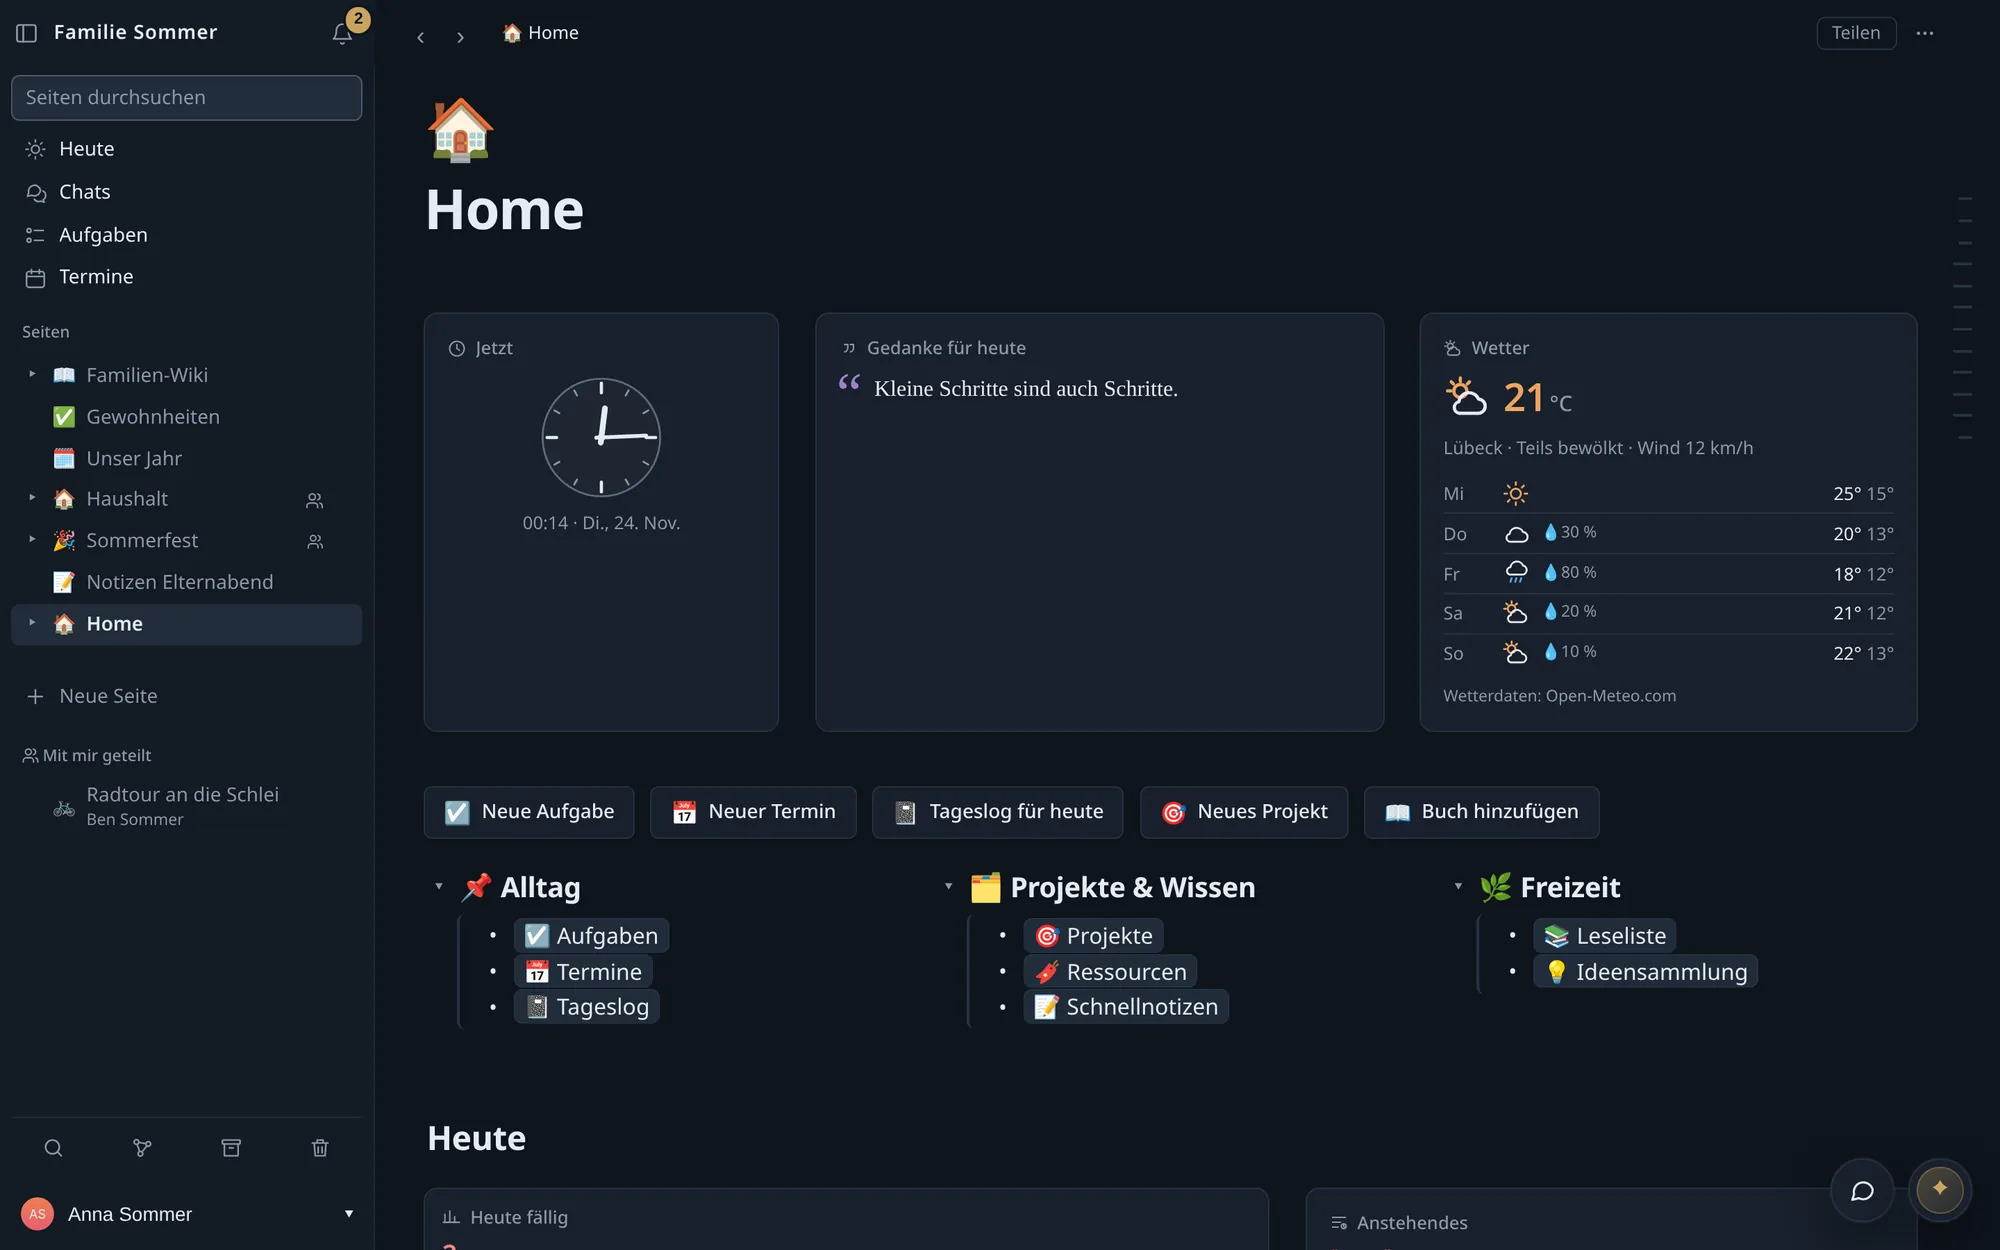 Familie Sommer
2
Seiten durchsuchen
Heute
Chats
Aufgaben
Termine
Seiten
Familien-Wiki
Gewohnheiten
Unser Jahr
Haushalt
Sommerfest
Notizen Elternabend
Home
Neue Seite
Mit mir geteilt
Radtour an die Schlei
Ben Sommer
AS Anna Sommer
Home
Teilen
Home
Jetzt
00:14 · Di., 24. Nov.
Gedanke für heute
“ Kleine Schritte sind auch Schritte.
Wetter
21 °C
Lübeck · Teils bewölkt · Wind 12 km/h
Mi 25° 15°
Do 30 % 20° 13°
Fr 80 % 18° 12°
Sa 20 % 21° 12°
So 10 % 22° 13°
Wetterdaten: Open-Meteo.com
Neue Aufgabe
Neuer Termin
Tageslog für heute
Neues Projekt
Buch hinzufügen
Alltag
• Aufgaben
• Termine
• Tageslog
Projekte & Wissen
• Projekte
• Ressourcen
• Schnellnotizen
Freizeit
• Leseliste
• Ideensammlung
Heute
Heute fällig
Anstehendes